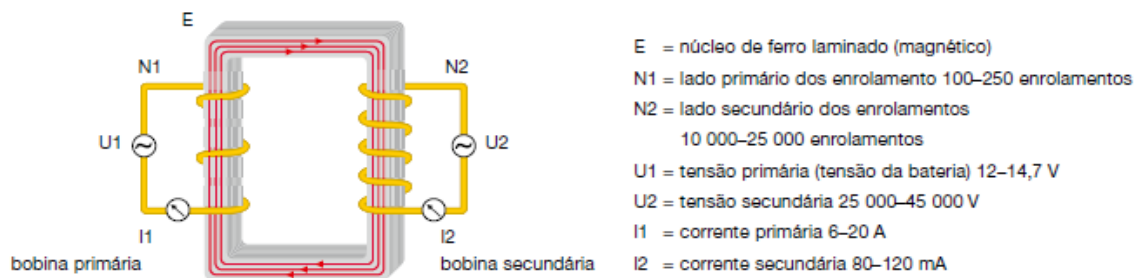 E
N1
N2
U1
U2
I1
I2
bobina primária
bobina secundária
E = núcleo de ferro laminado (magnético)
N1 = lado primário dos enrolamento 100–250 enrolamentos
N2 = lado secundário dos enrolamentos
10 000–25 000 enrolamentos
U1 = tensão primária (tensão da bateria) 12–14,7 V
U2 = tensão secundária 25 000–45 000 V
I1 = corrente primária 6–20 A
I2 = corrente secundária 80–120 mA